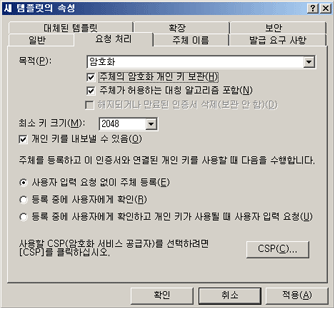 새 템플릿의 속성
대체된 템플릿 확장 보안
일반 요청 처리 주체 이름 발급 요구 사항
목적(P): 암호화
주체의 암호화 개인 키 보관(H)
주체가 허용하는 대칭 알고리즘 포함(N)
해지되거나 만료된 인증서 삭제(보관 안 함)(D)
최소 키 크기(M): 2048
개인 키를 내보낼 수 있음(O)
주체를 등록하고 이 인증서와 연결된 개인 키를 사용할 때 다음을 수행합니다.
사용자 입력 요청 없이 주체 등록(E)
등록 중에 사용자에게 확인(R)
등록 중에 사용자에게 확인하고 개인 키가 사용될 때 사용자 입력 요청(U)
사용할 CSP(암호화 서비스 공급자)를 선택하려면
[CSP]를 클릭하십시오.
CSP(C)...
확인 취소 적용(A)